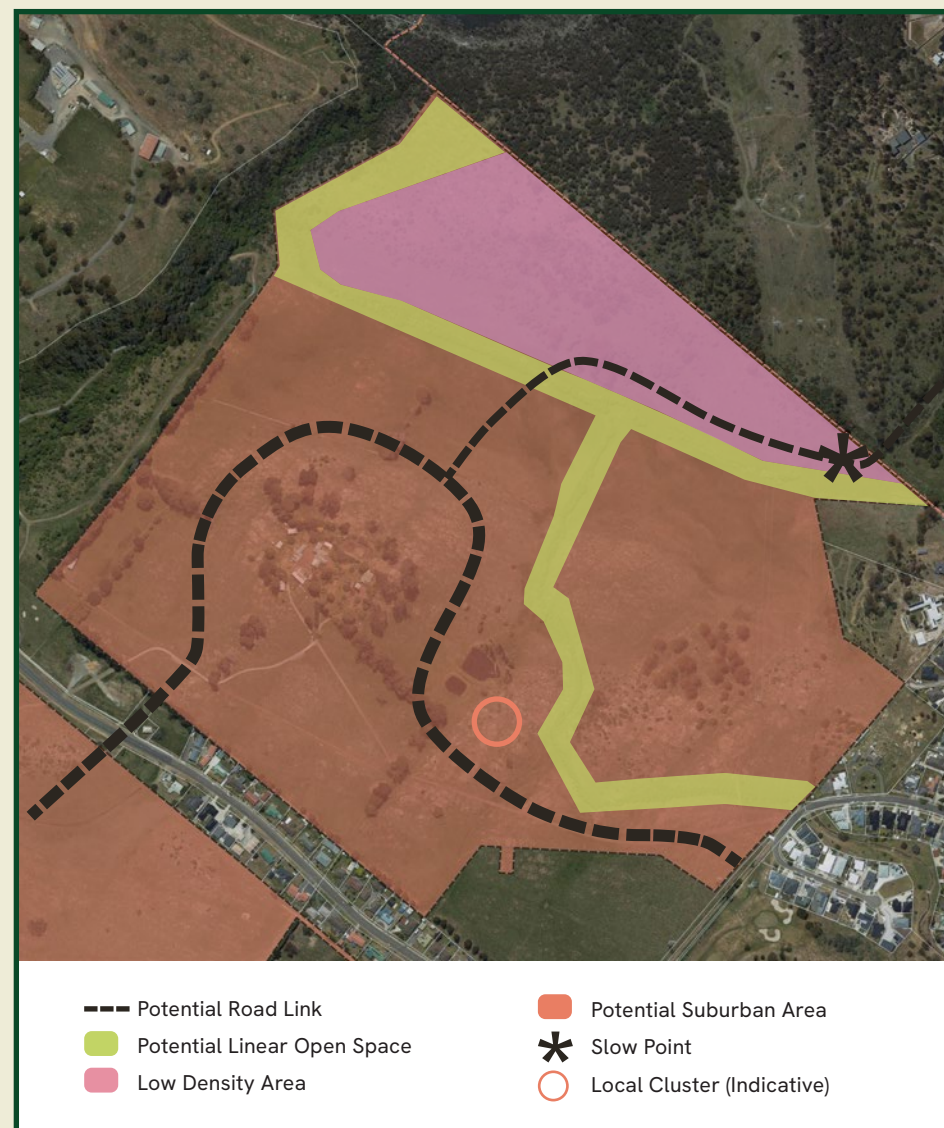 Potential Road Link
Potential Linear Open Space
Low Density Area
Potential Suburban Area
Slow Point
Local Cluster (Indicative)